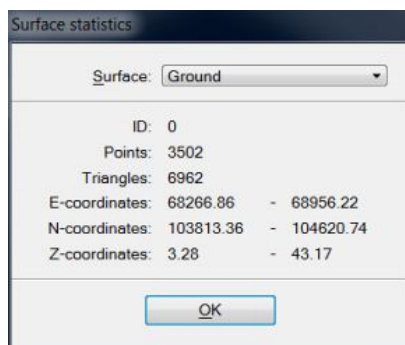 Surface statistics
Surface: Ground
ID: 0
Points: 3502
Triangles: 6962
E-coordinates: 68266.86 - 68956.22
N-coordinates: 103813.36 - 104620.74
Z-coordinates: 3.28 - 43.17
OK